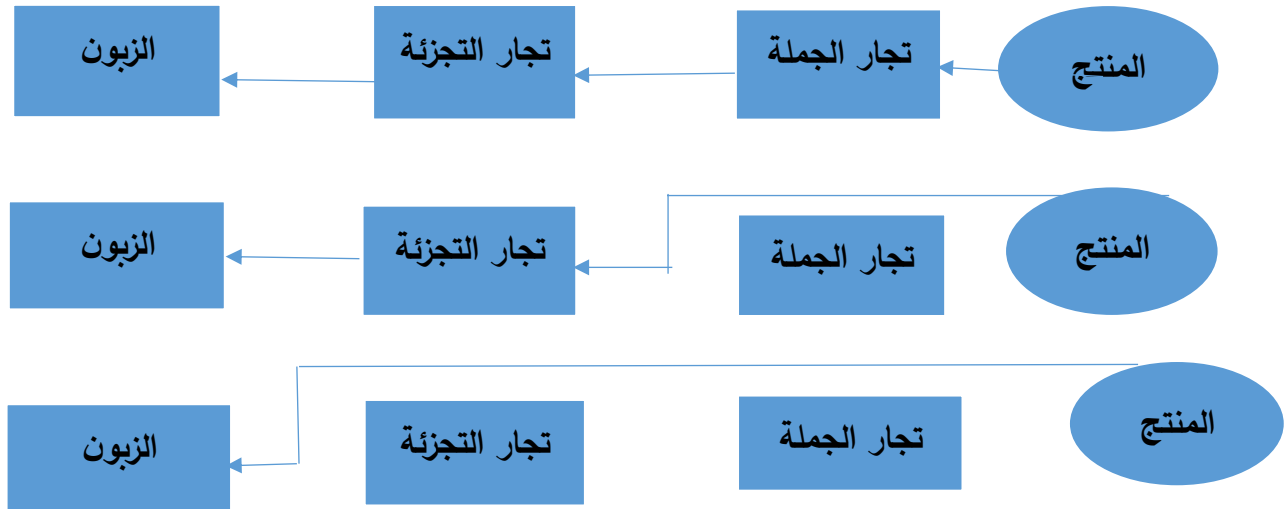 المنتج
تجار الجملة
تجار التجزئة
الزبون
المنتج
تجار الجملة
تجار التجزئة
الزبون
المنتج
تجار الجملة
تجار التجزئة
الزبون